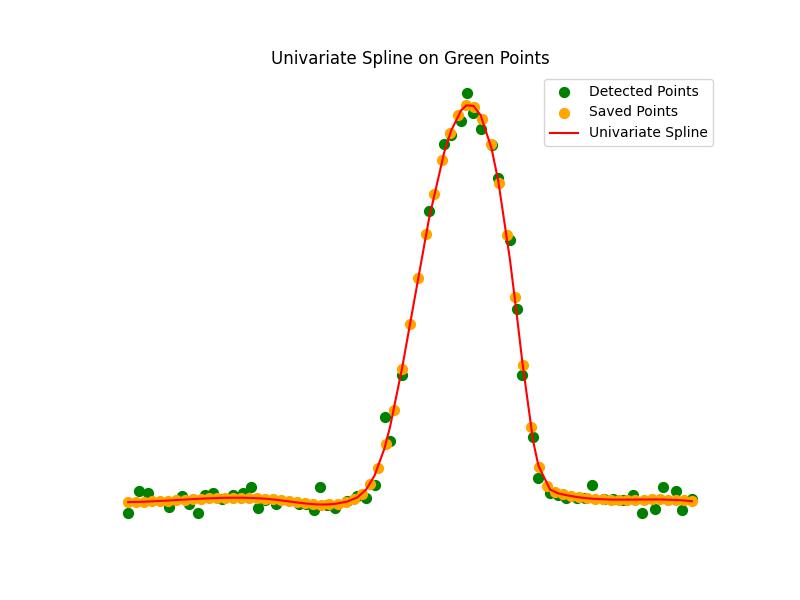 Univariate Spline on Green Points
Detected Points
Saved Points
Univariate Spline